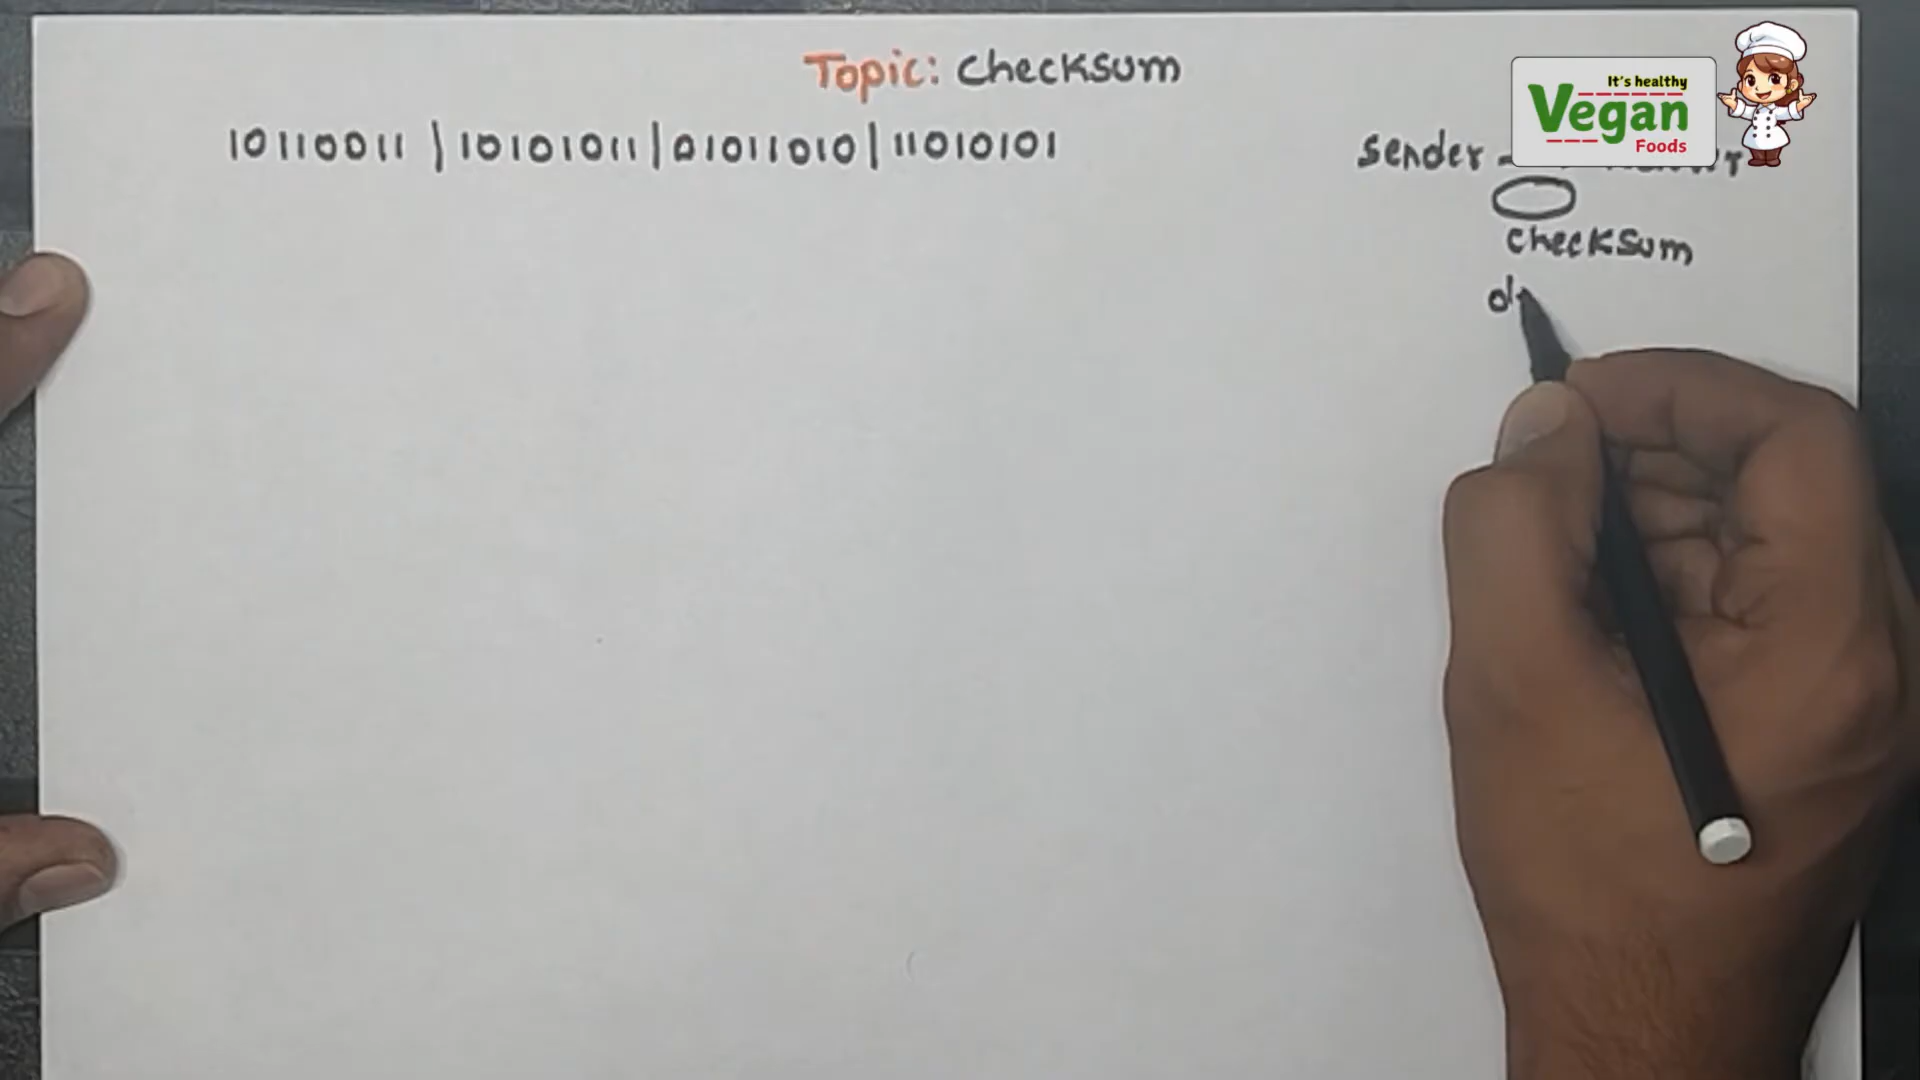 Topic: Checksum
10110011 | 10101011 | 01011010 | 11010101
It's healthy
Vegan
Foods
Sender
Checksum